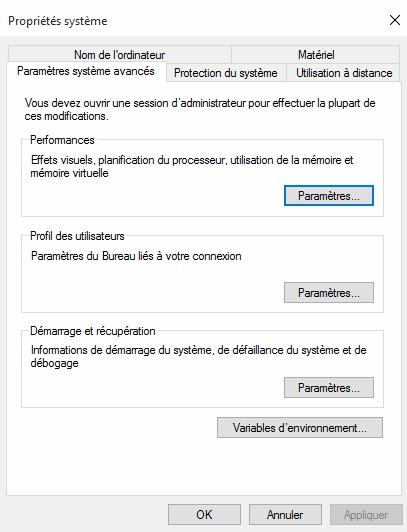 Propriétés système
Nom de l'ordinateur
Matériel
Paramètres système avancés
Protection du système
Utilisation à distance
Vous devez ouvrir une session d'administrateur pour effectuer la plupart de
ces modifications.
Performances
Effets visuels, planification du processeur, utilisation de la mémoire et
mémoire virtuelle
Paramètres...
Profil des utilisateurs
Paramètres du Bureau liés à votre connexion
Paramètres...
Démarrage et récupération
Informations de démarrage du système, de défaillance du système et de
débogage
Paramètres...
Variables d'environnement...
OK
Annuler
Appliquer